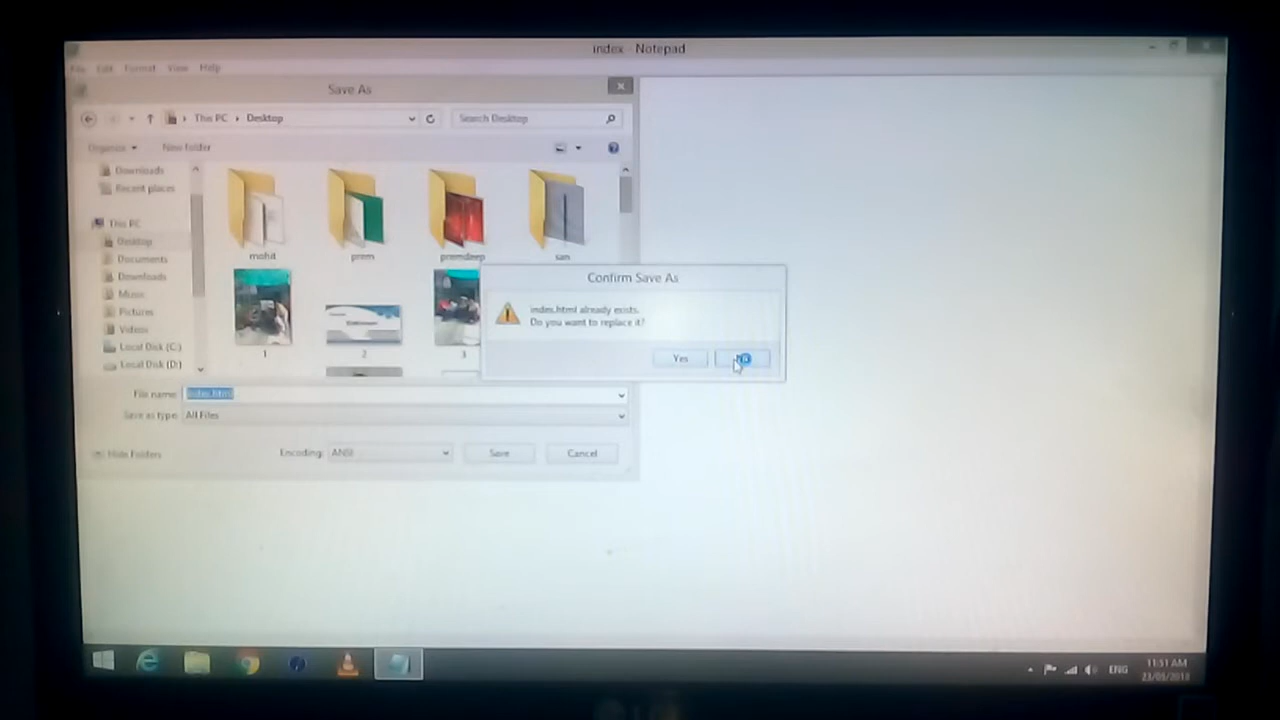 index - Notepad
File Edit Format View Help
Save As
This PC Desktop
Search Desktop
Organize New folder
Downloads
Recent places
This PC
Desktop
Documents
Downloads
Music
Pictures
Videos
Local Disk (C:)
Local Disk (D:)
mohit prem premdeep san
1 2 3
Confirm Save As
index.html already exists.
Do you want to replace it?
Yes
File name: index.html
Save as type: All Files
Hide Folders Encoding: ANSI Save Cancel
ENG
11:51 AM